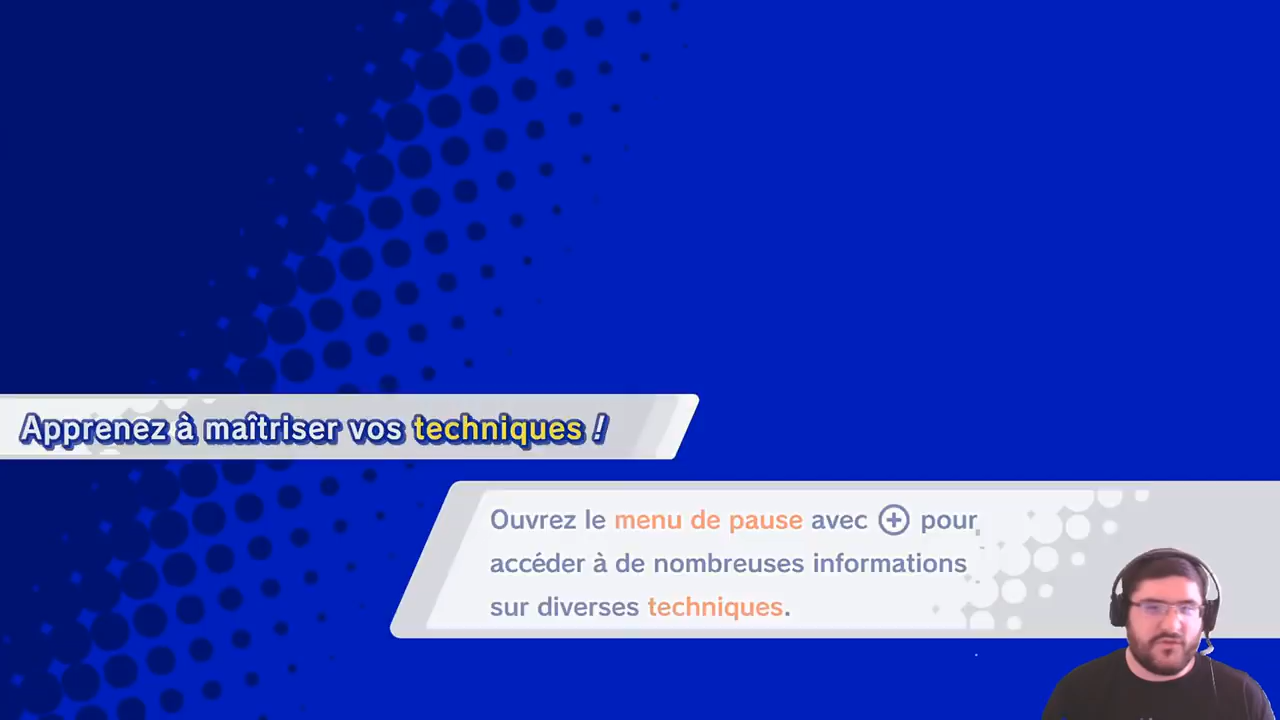 Apprenez à maîtriser vos techniques !
Ouvrez le menu de pause avec ⊕ pour
accéder à de nombreuses informations
sur diverses techniques.